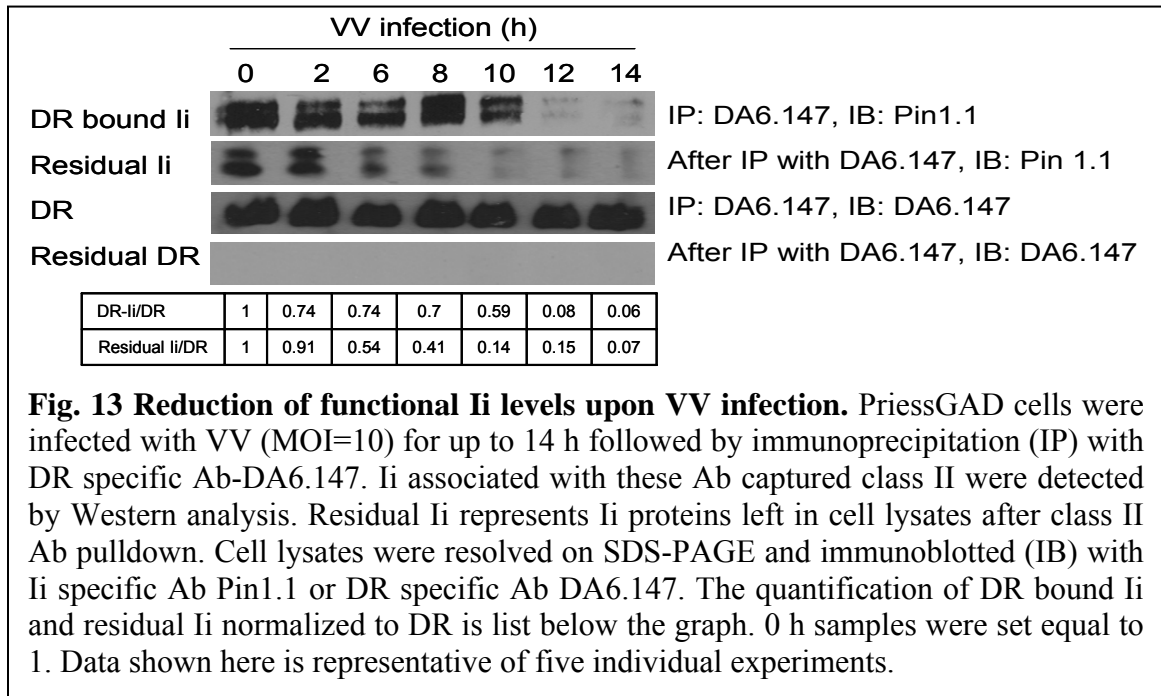 VV infection (h)
0 2 6 8 10 12 14
DR bound Ii IP: DA6.147, IB: Pin1.1
Residual Ii After IP with DA6.147, IB: Pin 1.1
DR IP: DA6.147, IB: DA6.147
Residual DR After IP with DA6.147, IB: DA6.147
DR-Ii/DR 1 0.74 0.74 0.7 0.59 0.08 0.06
Residual Ii/DR 1 0.91 0.54 0.41 0.14 0.15 0.07
Fig. 13 Reduction of functional Ii levels upon VV infection. PriessGAD cells were
infected with VV (MOI=10) for up to 14 h followed by immunoprecipitation (IP) with
DR specific Ab-DA6.147. Ii associated with these Ab captured class II were detected
by Western analysis. Residual Ii represents Ii proteins left in cell lysates after class II
Ab pulldown. Cell lysates were resolved on SDS-PAGE and immunoblotted (IB) with
Ii specific Ab Pin1.1 or DR specific Ab DA6.147. The quantification of DR bound Ii
and residual Ii normalized to DR is list below the graph. 0 h samples were set equal to
1. Data shown here is representative of five individual experiments.